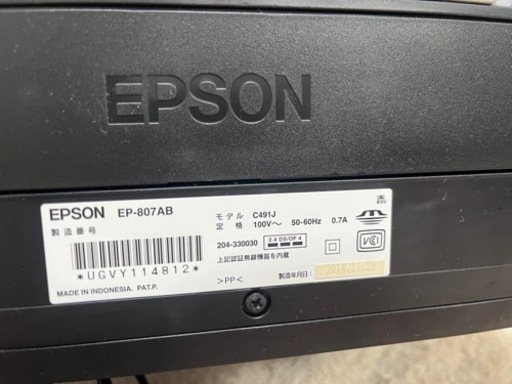 EPSON
EPSON EP-807AB
モデル C491J
製造番号
定格 100V～ 50-60Hz 0.7A
204-330030 2.4 DS/OF 4
上記認証無線機器を内蔵
*UGVY114812*
MADE IN INDONESIA. PAT.P.
>PP<
製造年月日:
VCI